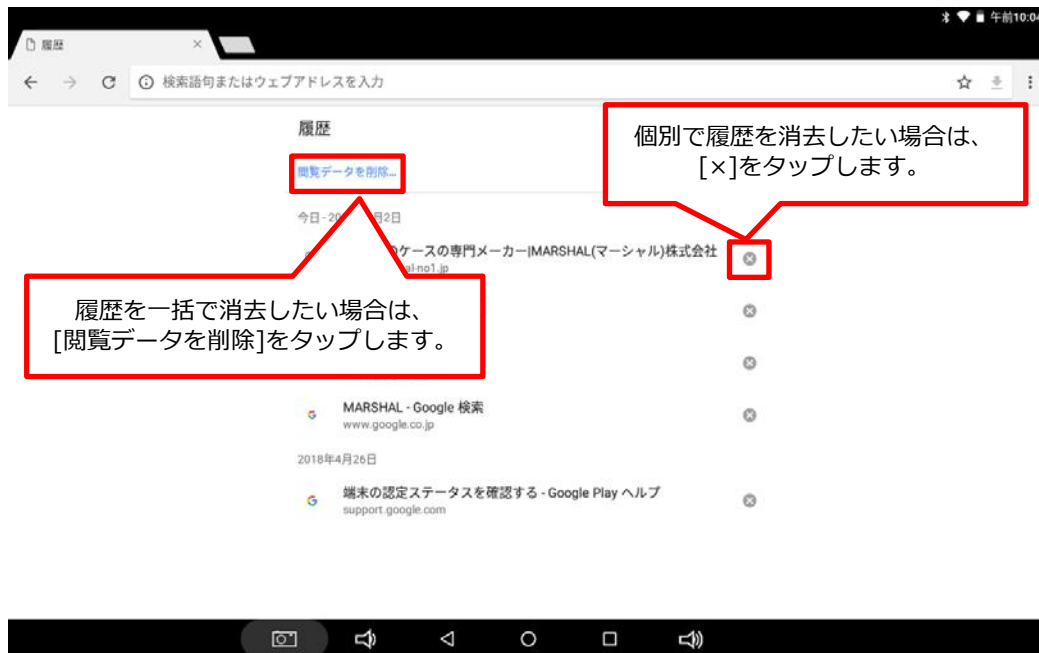 午前10:04
履歴
検索語句またはウェブアドレスを入力
履歴
閲覧データを削除...
個別で履歴を消去したい場合は、
[×]をタップします。
今日 - 20 月2日
のケースの専門メーカー|MARSHAL(マーシャル)株式会社
al-no1.jp
履歴を一括で消去したい場合は、
[閲覧データを削除]をタップします。
MARSHAL - Google 検索
www.google.co.jp
2018年4月26日
端末の認定ステータスを確認する - Google Play ヘルプ
support.google.com